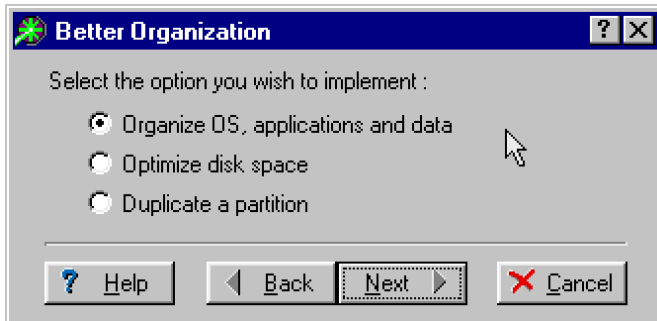 Better Organization
Select the option you wish to implement :
Organize OS, applications and data
Optimize disk space
Duplicate a partition
? Help Back Next Cancel